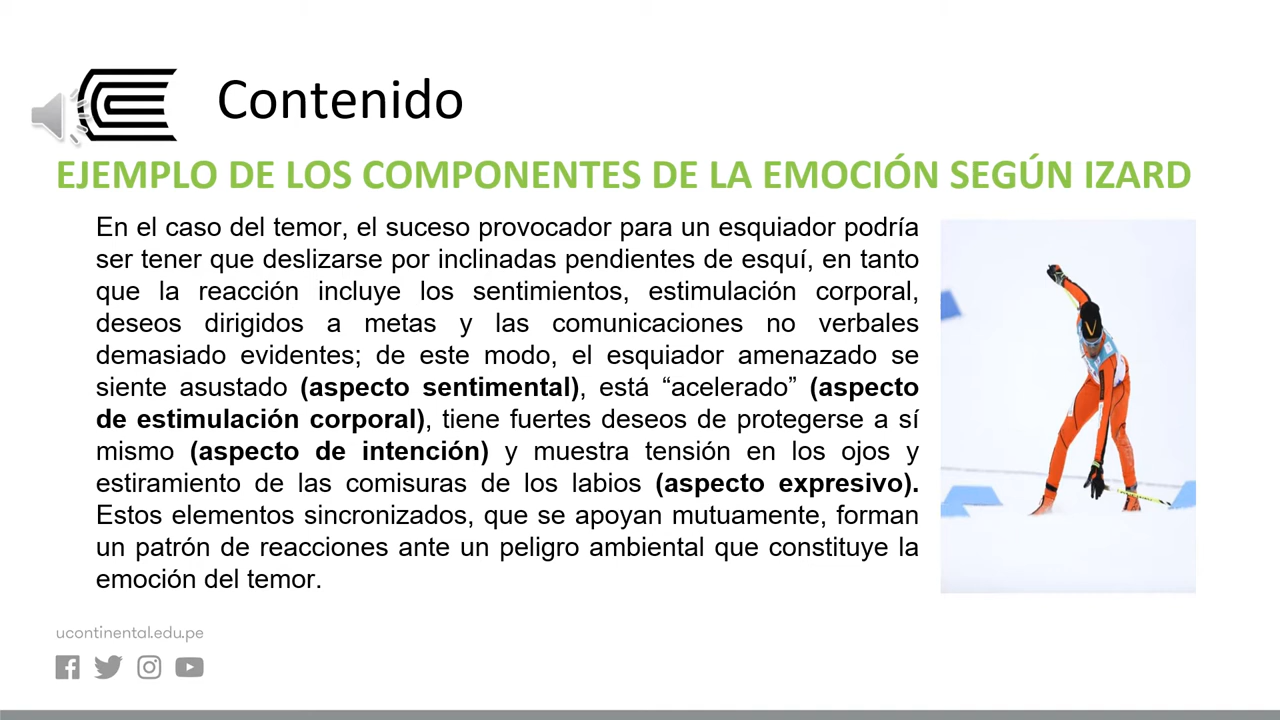 Contenido
EJEMPLO DE LOS COMPONENTES DE LA EMOCIÓN SEGÚN IZARD
En el caso del temor, el suceso provocador para un esquiador podría
ser tener que deslizarse por inclinadas pendientes de esquí, en tanto
que la reacción incluye los sentimientos, estimulación corporal,
deseos dirigidos a metas y las comunicaciones no verbales
demasiado evidentes; de este modo, el esquiador amenazado se
siente asustado (aspecto sentimental), está “acelerado” (aspecto
de estimulación corporal), tiene fuertes deseos de protegerse a sí
mismo (aspecto de intención) y muestra tensión en los ojos y
estiramiento de las comisuras de los labios (aspecto expresivo).
Estos elementos sincronizados, que se apoyan mutuamente, forman
un patrón de reacciones ante un peligro ambiental que constituye la
emoción del temor.
ucontinental.edu.pe